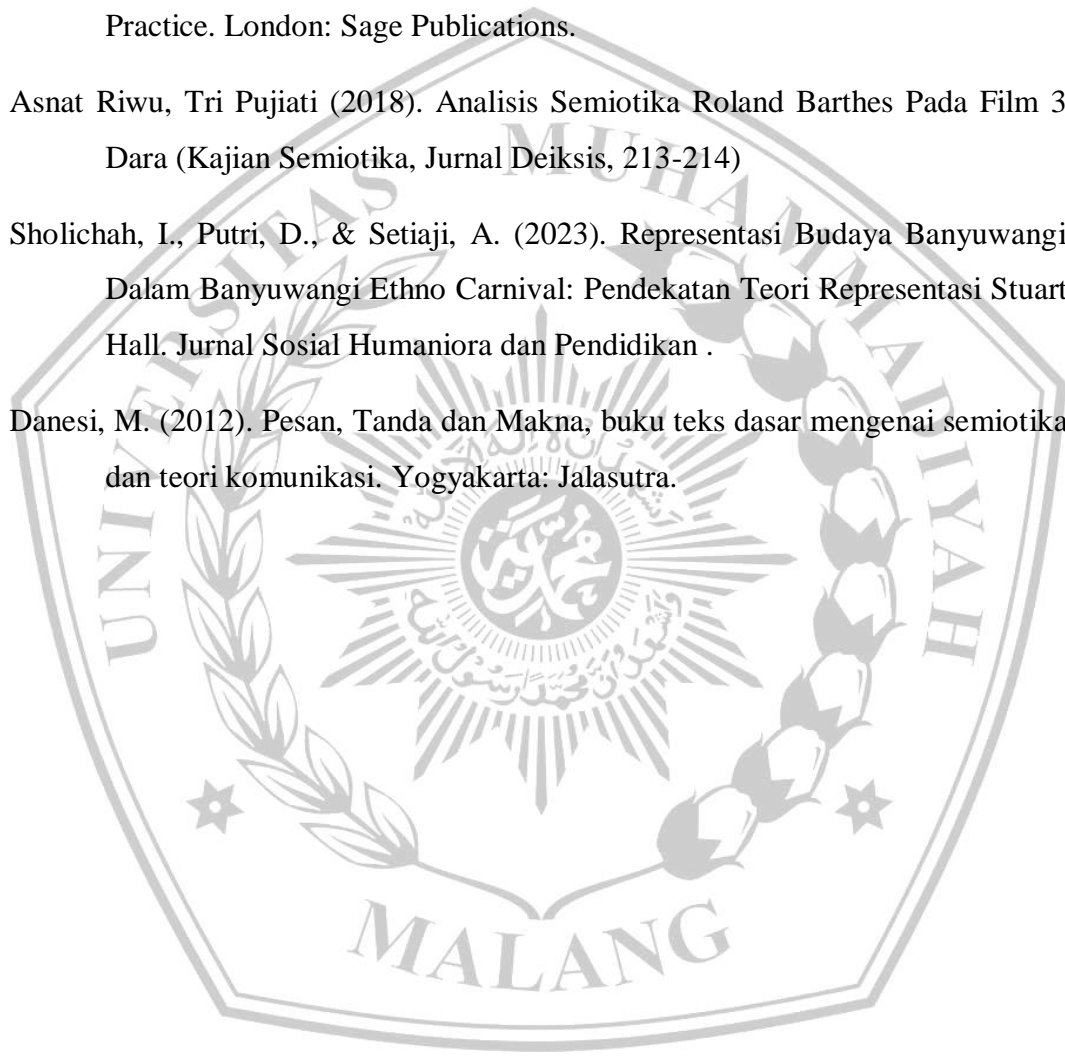 Practice. London: Sage Publications.
Asnat Riwu, Tri Pujiati (2018). Analisis Semiotika Roland Barthes Pada Film 3
Dara (Kajian Semiotika, Jurnal Deiksis, 213-214)
Sholichah, I., Putri, D., & Setiaji, A. (2023). Representasi Budaya Banyuwangi
Dalam Banyuwangi Ethno Carnival: Pendekatan Teori Representasi Stuart
Hall. Jurnal Sosial Humaniora dan Pendidikan .
Danesi, M. (2012). Pesan, Tanda dan Makna, buku teks dasar mengenai semiotika
dan teori komunikasi. Yogyakarta: Jalasutra.
UNIVERSITAS MUHAMMADIYAH
MALANG